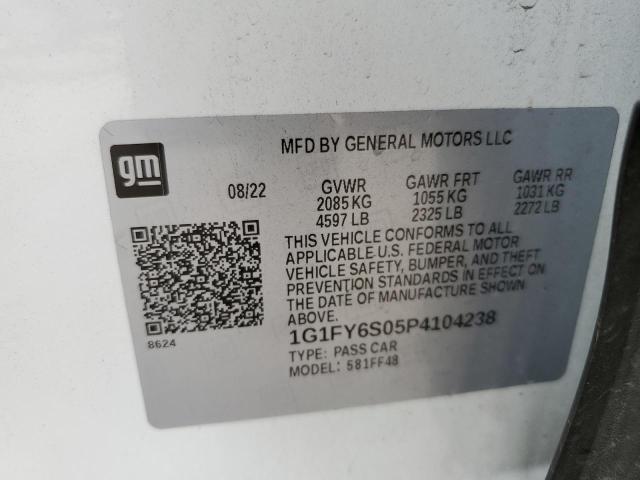 MFD BY GENERAL MOTORS LLC
gm
08/22 GVWR GAWR FRT GAWR RR
2085 KG 1055 KG 1031 KG
4597 LB 2325 LB 2272 LB
THIS VEHICLE CONFORMS TO ALL
APPLICABLE U.S. FEDERAL MOTOR
VEHICLE SAFETY, BUMPER, AND THEFT
PREVENTION STANDARDS IN EFFECT ON
THE DATE OF MANUFACTURE SHOWN
ABOVE.
1G1FY6S05P4104238
8624
TYPE: PASS CAR
MODEL: 581FF48